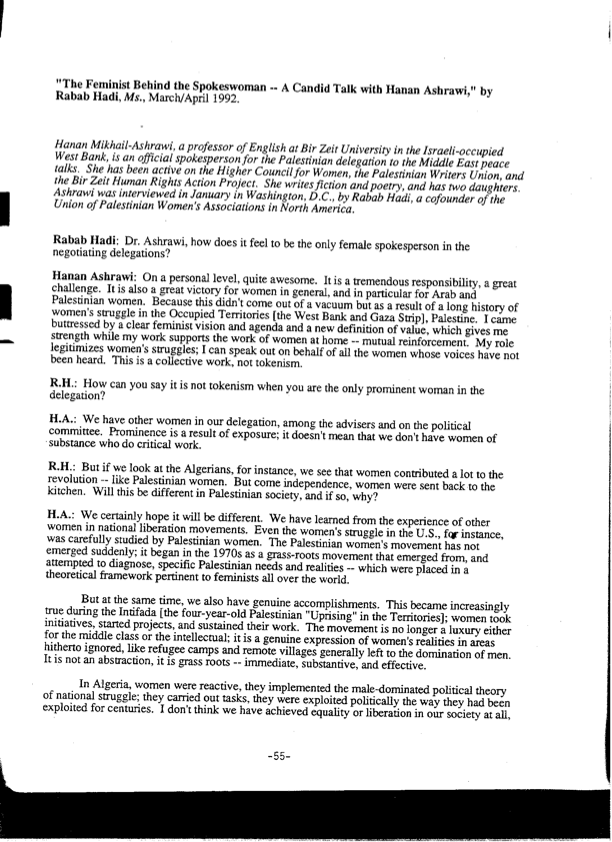 "The Feminist Behind the Spokeswoman -- A Candid Talk with Hanan Ashrawi," by
Rabab Hadi, Ms., March/April 1992.
Hanan Mikhail-Ashrawi, a professor of English at Bir Zeit University in the Israeli-occupied
West Bank, is an official spokesperson for the Palestinian delegation to the Middle East peace
talks. She has been active on the Higher Council for Women, the Palestinian Writers Union, and
the Bir Zeit Human Rights Action Project. She writes fiction and poetry, and has two daughters.
Ashrawi was interviewed in January in Washington, D.C., by Rabab Hadi, a cofounder of the
Union of Palestinian Women's Associations in North America.
Rabab Hadi: Dr. Ashrawi, how does it feel to be the only female spokesperson in the
negotiating delegations?
Hanan Ashrawi: On a personal level, quite awesome. It is a tremendous responsibility, a great
challenge. It is also a great victory for women in general, and in particular for Arab and
Palestinian women. Because this didn't come out of a vacuum but as a result of a long history of
women's struggle in the Occupied Territories [the West Bank and Gaza Strip], Palestine. I came
buttressed by a clear feminist vision and agenda and a new definition of value, which gives me
strength while my work supports the work of women at home -- mutual reinforcement. My role
legitimizes women's struggles; I can speak out on behalf of all the women whose voices have not
been heard. This is a collective work, not tokenism.
R.H.: How can you say it is not tokenism when you are the only prominent woman in the
delegation?
H.A.: We have other women in our delegation, among the advisers and on the political
committee. Prominence is a result of exposure; it doesn't mean that we don't have women of
substance who do critical work.
R.H.: But if we look at the Algerians, for instance, we see that women contributed a lot to the
revolution -- like Palestinian women. But come independence, women were sent back to the
kitchen. Will this be different in Palestinian society, and if so, why?
H.A.: We certainly hope it will be different. We have learned from the experience of other
women in national liberation movements. Even the women's struggle in the U.S., for instance,
was carefully studied by Palestinian women. The Palestinian women's movement has not
emerged suddenly; it began in the 1970s as a grass-roots movement that emerged from, and
attempted to diagnose, specific Palestinian needs and realities -- which were placed in a
theoretical framework pertinent to feminists all over the world.
But at the same time, we also have genuine accomplishments. This became increasingly
true during the Intifada [the four-year-old Palestinian "Uprising" in the Territories]; women took
initiatives, started projects, and sustained their work. The movement is no longer a luxury either
for the middle class or the intellectual; it is a genuine expression of women's realities in areas
hitherto ignored, like refugee camps and remote villages generally left to the domination of men.
It is not an abstraction, it is grass roots -- immediate, substantive, and effective.
In Algeria, women were reactive, they implemented the male-dominated political theory
of national struggle; they carried out tasks, they were exploited politically the way they had been
exploited for centuries. I don't think we have achieved equality or liberation in our society at all,
-55-